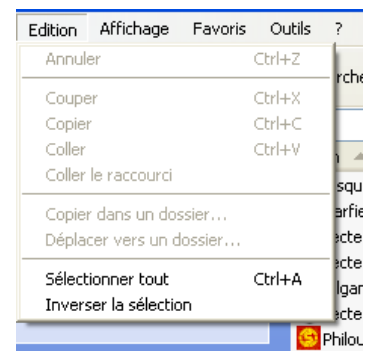 Edition Affichage Favoris Outils ?
Annuler Ctrl+Z
Couper Ctrl+X
Copier Ctrl+C
Coller Ctrl+V
Coller le raccourci
Copier dans un dossier...
Déplacer vers un dossier...
Sélectionner tout Ctrl+A
Inverser la sélection